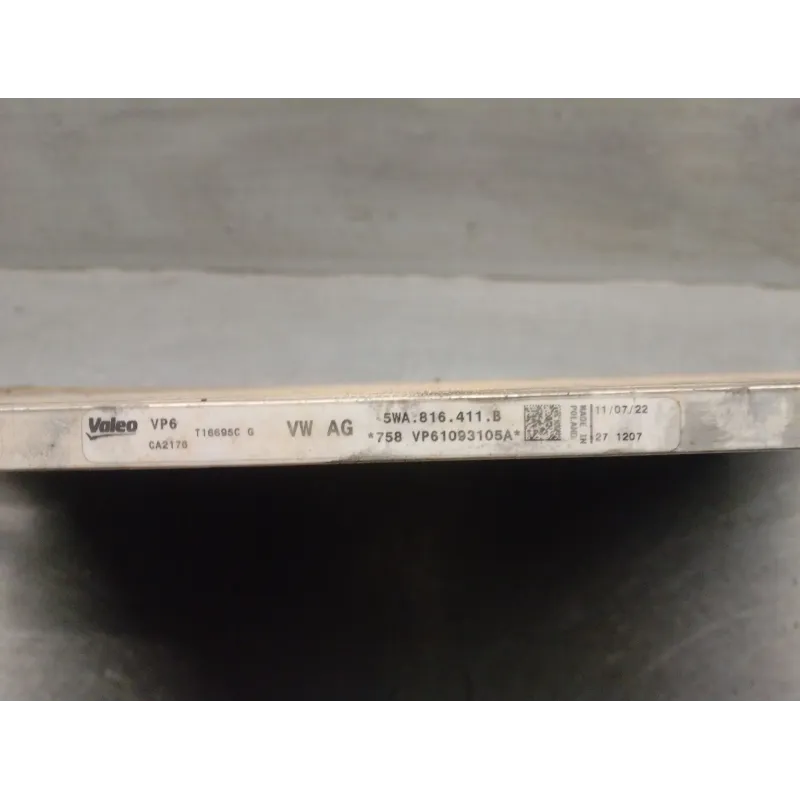 Valeo VP6
CA2176
T16695C G
VW AG
5WA.816.411.B
*758 VP61093105A*
MADE IN
POLAND
11/07/22
27 1207